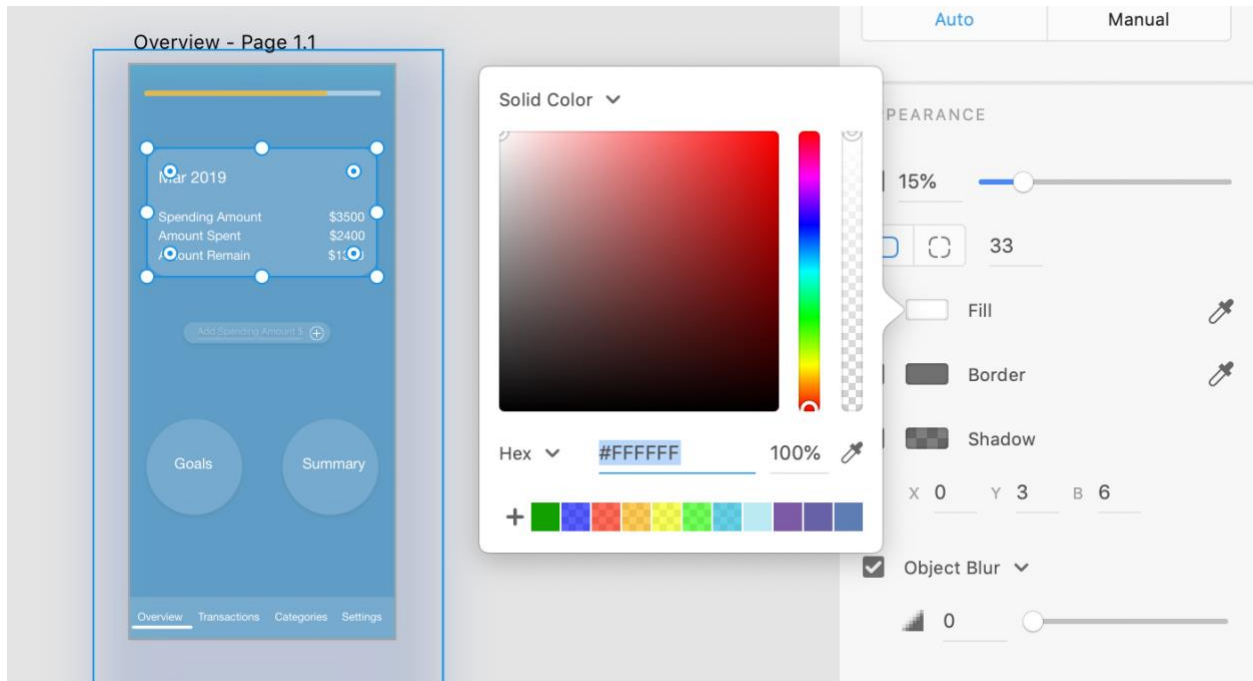 Overview - Page 1.1
Mar 2019
Spending Amount $3500
Amount Spent $2400
Amount Remain
Add Spending Amount $
Goals
Summary
Overview Transactions Categories Settings
Solid Color
Hex #FFFFFF 100%
Auto Manual
PEARANCE
15%
33
Fill
Border
Shadow
X 0 Y 3 B 6
Object Blur
0